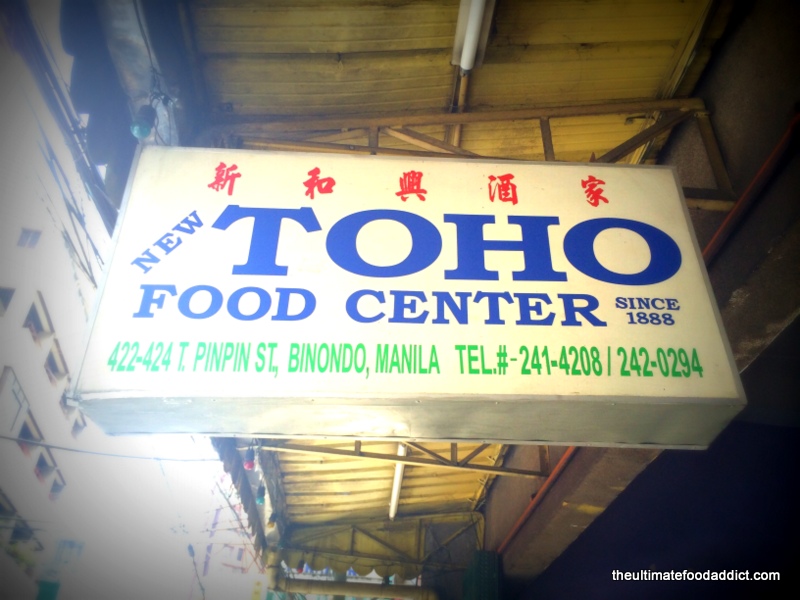 新和興酒家
NEW TOHO
FOOD CENTER SINCE 1888
422-424 T. PINPIN ST., BINONDO, MANILA TEL.#-241-4208 / 242-0294
theultimatefoodaddict.com